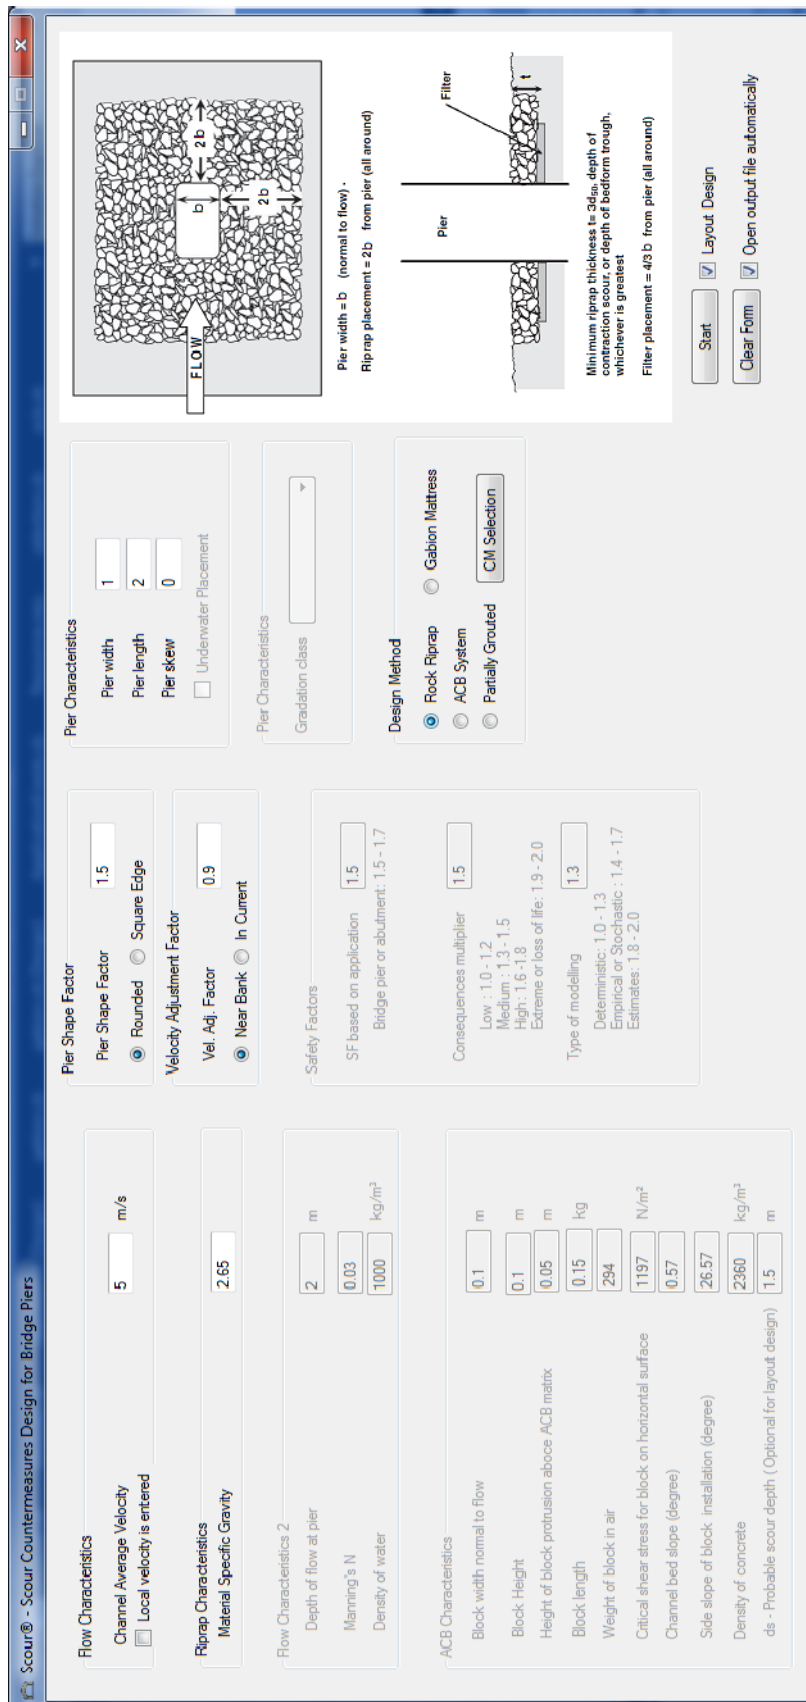 Scour® - Scour Countermeasures Design for Bridge Piers
Flow Characteristics
Channel Average Velocity 5 m/s
Local velocity is entered
Riprap Characteristics
Material Specific Gravity 2.65
Flow Characteristics 2
Depth of flow at pier 2 m
Manning"s N 0.03
Density of water 1000 kg/m³
ACB Characteristics
Block width normal to flow 0.1 m
Block Height 0.1 m
Height of block protrusion aboce ACB matrix 0.05 m
Block length 0.15 kg
Weight of block in air 294
Critical shear stress for block on horizontal surface 1197 N/m²
Channel bed slope (degree) 0.57
Side slope of block installation (degree) 26.57
Density of concrete 2360 kg/m³
ds - Probable scour depth ( Optional for layout design) 1.5 m
Pier Shape Factor
Pier Shape Factor 1.5
Rounded Square Edge
Velocity Adjustment Factor
Vel. Adj. Factor 0.9
Near Bank In Current
Safety Factors
SF based on application 1.5
Bridge pier or abutment: 1.5 - 1.7
Consequences multiplier 1.5
Low : 1.0 - 1.2
Medium : 1.3 - 1.5
High : 1.6 -1.8
Extreme or loss of life: 1.9 - 2.0
Type of modelling 1.3
Deterministic: 1.0 - 1.3
Empirical or Stochastic : 1.4 - 1.7
Estimates: 1.8 - 2.0
Pier Characteristics
Pier width 1
Pier length 2
Pier skew 0
Underwater Placement
Pier Characteristics
Gradation class
Design Method
Rock Riprap Gabion Mattress
ACB System
Partially Grouted CM Selection
FLOW
b
2b
2b
Pier width = b (normal to flow) -
Riprap placement = 2b from pier (all around)
Pier
Filter
t
Minimum riprap thickness t= 3d50, depth of
contraction scour, or depth of bedform trough,
whichever is greatest
Filter placement = 4/3 b from pier (all around)
Start Layout Design
Clear Form Open output file automatically